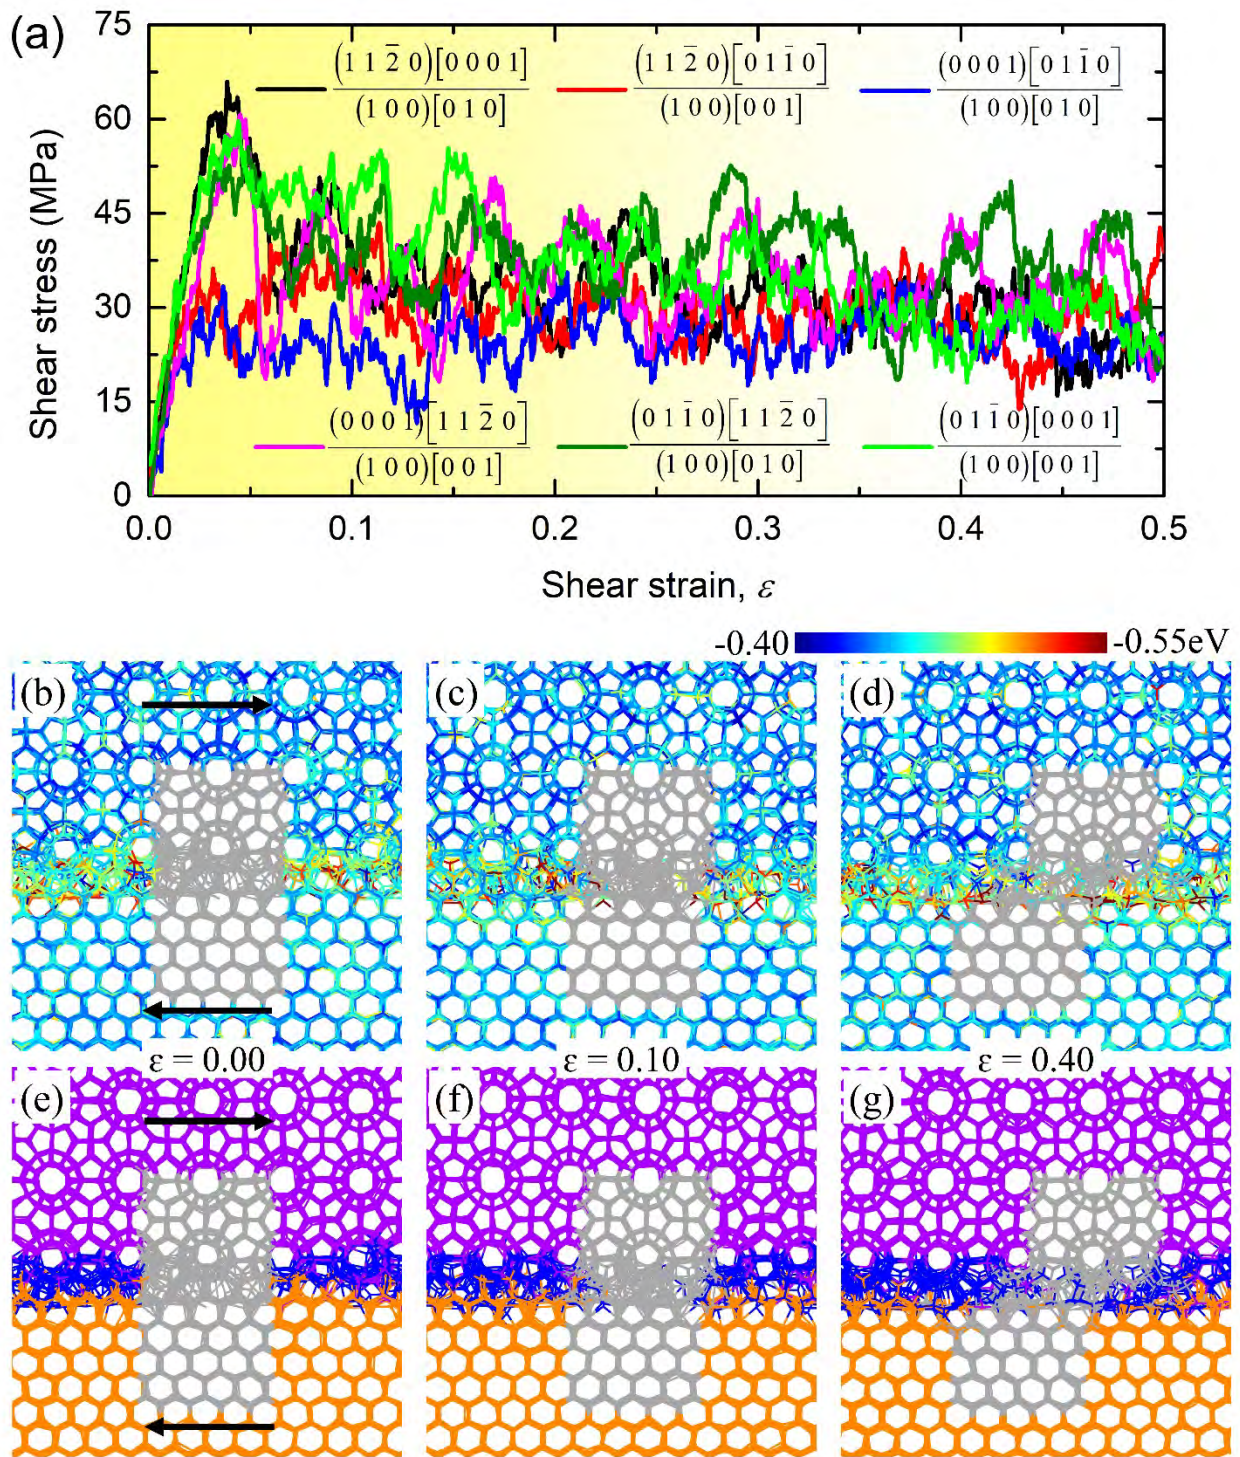 (a)
75
60
45
30
15
0
Shear stress (MPa)
(1 1 2̄ 0)[0 0 0 1]
(1 0 0)[0 1 0]
(1 1 2̄ 0)[0 1 1̄ 0]
(1 0 0)[0 0 1]
(0 0 0 1)[0 1 1̄ 0]
(1 0 0)[0 1 0]
(0 0 0 1)[1 1 2̄ 0]
(1 0 0)[0 0 1]
(0 1 1̄ 0)[1 1 2̄ 0]
(1 0 0)[0 1 0]
(0 1 1̄ 0)[0 0 0 1]
(1 0 0)[0 0 1]
0.0 0.1 0.2 0.3 0.4 0.5
Shear strain, ε
-0.40 -0.55eV
(b) (c) (d)
ε = 0.00 ε = 0.10 ε = 0.40
(e) (f) (g)